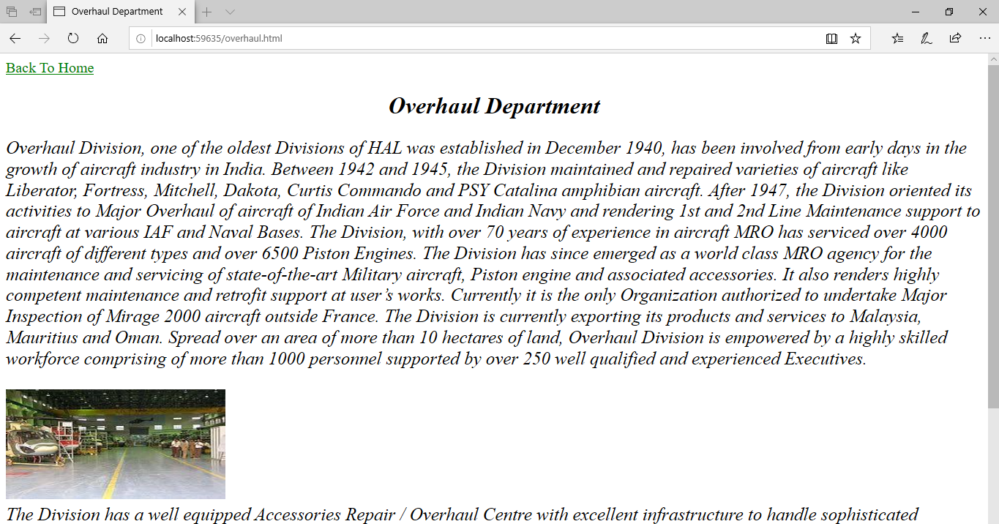 Overhaul Department
localhost:59635/overhaul.html
Back To Home
Overhaul Department
Overhaul Division, one of the oldest Divisions of HAL was established in December 1940, has been involved from early days in the
growth of aircraft industry in India. Between 1942 and 1945, the Division maintained and repaired varieties of aircraft like
Liberator, Fortress, Mitchell, Dakota, Curtis Commando and PSY Catalina amphibian aircraft. After 1947, the Division oriented its
activities to Major Overhaul of aircraft of Indian Air Force and Indian Navy and rendering 1st and 2nd Line Maintenance support to
aircraft at various IAF and Naval Bases. The Division, with over 70 years of experience in aircraft MRO has serviced over 4000
aircraft of different types and over 6500 Piston Engines. The Division has since emerged as a world class MRO agency for the
maintenance and servicing of state-of-the-art Military aircraft, Piston engine and associated accessories. It also renders highly
competent maintenance and retrofit support at user’s works. Currently it is the only Organization authorized to undertake Major
Inspection of Mirage 2000 aircraft outside France. The Division is currently exporting its products and services to Malaysia,
Mauritius and Oman. Spread over an area of more than 10 hectares of land, Overhaul Division is empowered by a highly skilled
workforce comprising of more than 1000 personnel supported by over 250 well qualified and experienced Executives.
The Division has a well equipped Accessories Repair / Overhaul Centre with excellent infrastructure to handle sophisticated